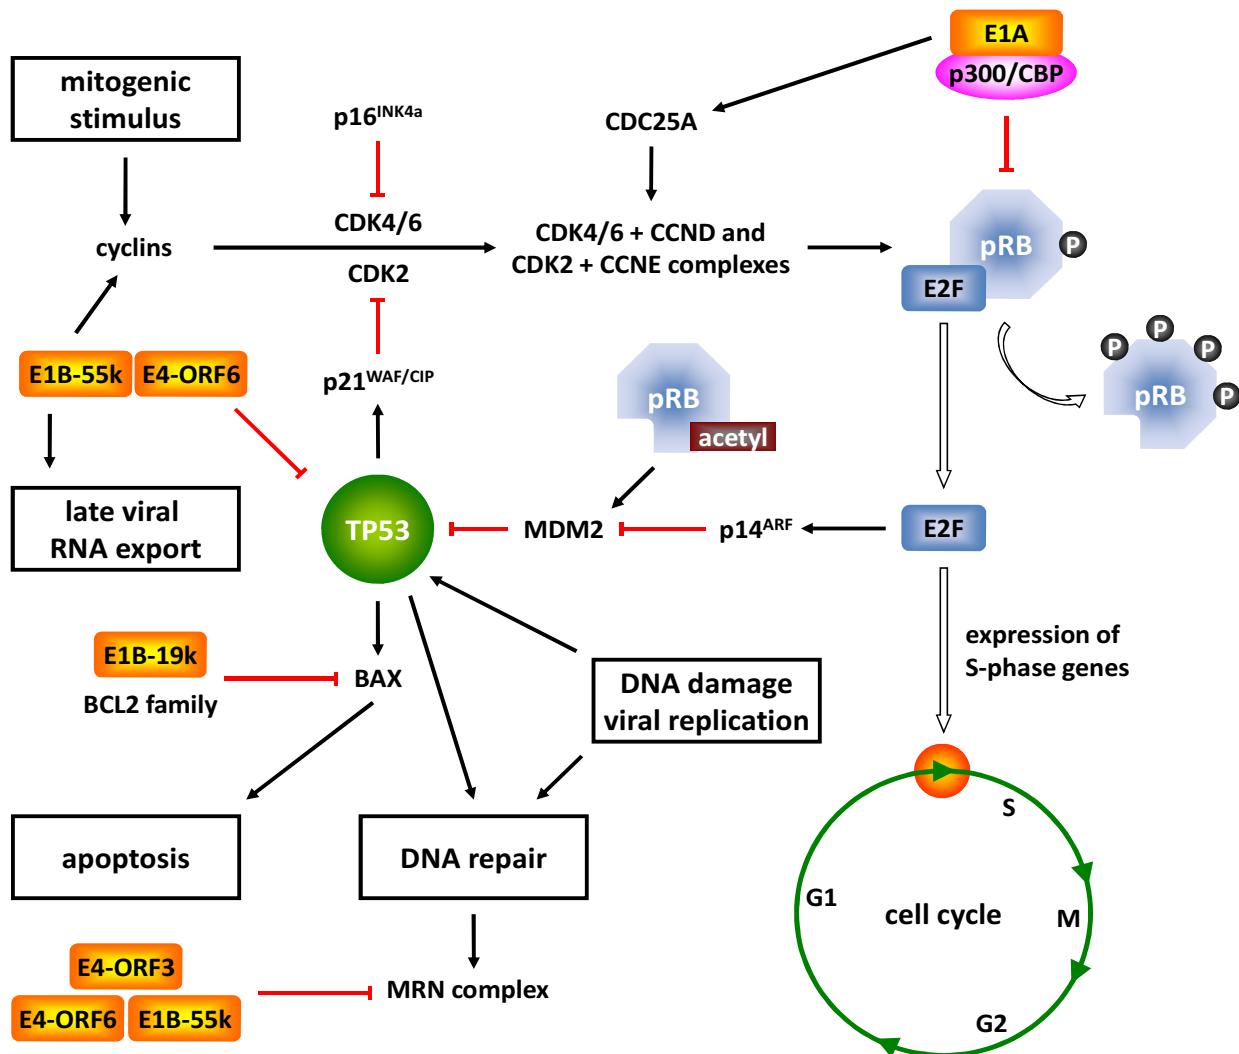 E1A
p300/CBP
mitogenic
stimulus
p16INK4a
CDC25A
CDK4/6
CDK2
cyclins
CDK4/6 + CCND and
CDK2 + CCNE complexes
pRB
P
E2F
E1B-55k
E4-ORF6
p21WAF/CIP
pRB
acetyl
P
P
P
P
pRB
late viral
RNA export
TP53
MDM2
p14ARF
E2F
E1B-19k
BCL2 family
BAX
DNA damage
viral replication
expression of
S-phase genes
apoptosis
DNA repair
S
G1
cell cycle
M
G2
E4-ORF3
E4-ORF6
E1B-55k
MRN complex